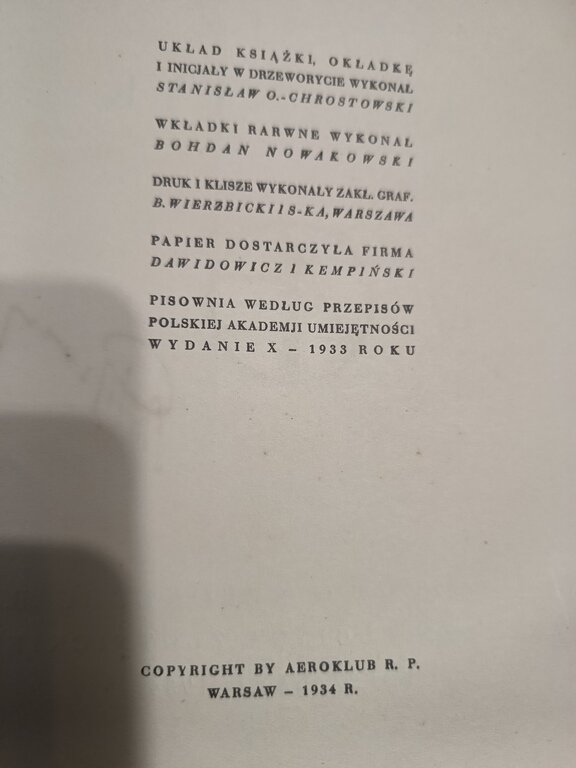 UKŁAD KSIĄŻKI, OKŁADKĘ
I INICJAŁY W DRZEWORYCIE WYKONAŁ
STANISŁAW O.-CHROSTOWSKI
WKŁADKI RARWNE WYKONAŁ
BOHDAN NOWAKOWSKI
DRUK I KLISZE WYKONAŁY ZAKŁ. GRAF.
B. WIERZBICKI I S-KA, WARSZAWA
PAPIER DOSTARCZYŁA FIRMA
DAWIDOWICZ I KEMPIŃSKI
PISOWNIA WEDŁUG PRZEPISÓW
POLSKIEJ AKADEMJI UMIEJĘTNOŚCI
WYDANIE X – 1933 ROKU
COPYRIGHT BY AEROKLUB R. P.
WARSAW – 1934 R.